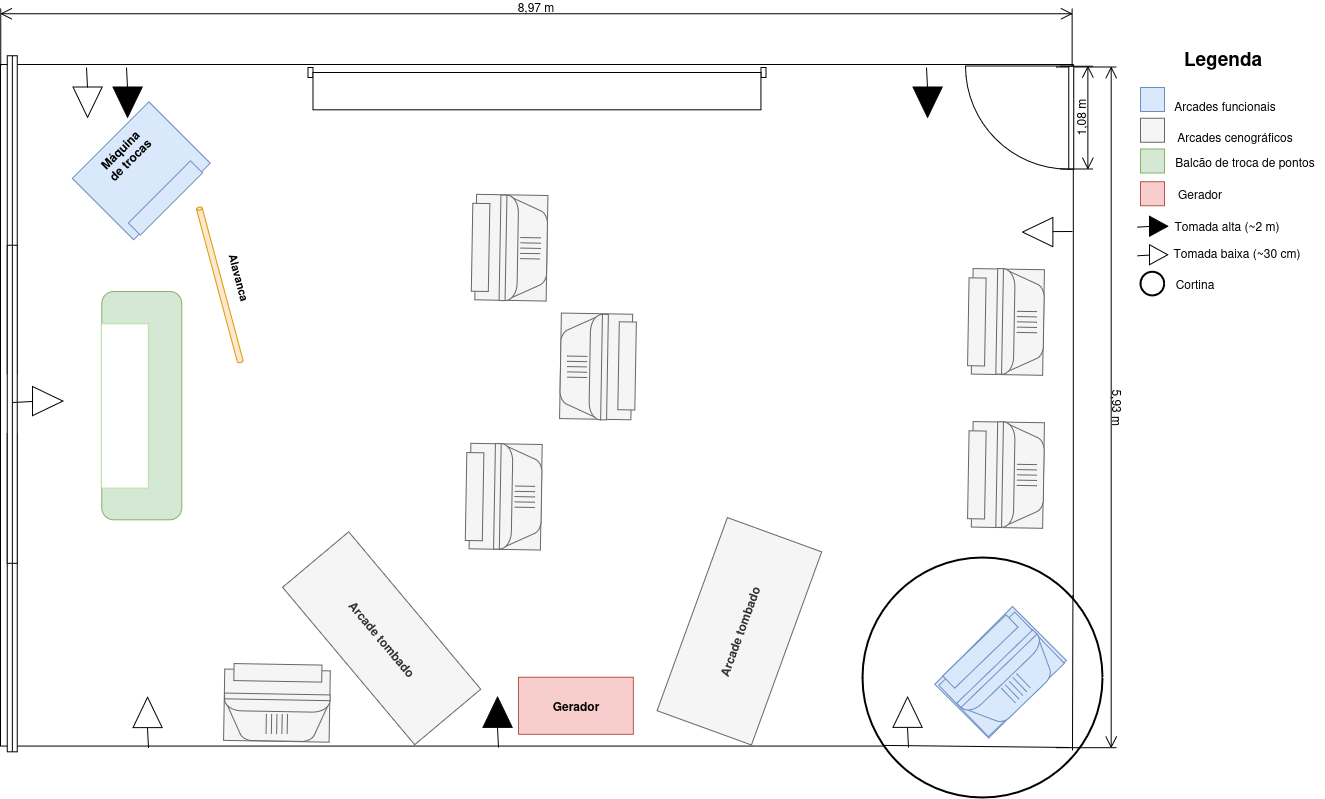 8,97 m
Legenda
Arcades funcionais
Arcades cenográficos
Balcão de troca de pontos
Gerador
Tomada alta (~2 m)
Tomada baixa (~30 cm)
Cortina
1.08 m
Máquina
de trocas
Alavanca
5,93 m
Arcade tombado
Arcade tombado
Gerador